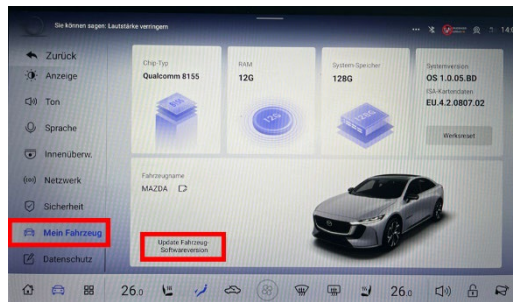 Sie können sagen: Lautstärke verringern
Zurück
Anzeige
Ton
Sprache
Innenüberw.
Netzwerk
Sicherheit
Mein Fahrzeug
Datenschutz
Chip-Typ
Qualcomm 8155
RAM
12G
12G
System-Speicher
128G
Systemversion
OS 1.0.05.BD
ISA-Kartendaten
EU.4.2.0807.02
Werksreset
Fahrzeugname
MAZDA
Update Fahrzeug-
Softwareversion
26.0
26.0